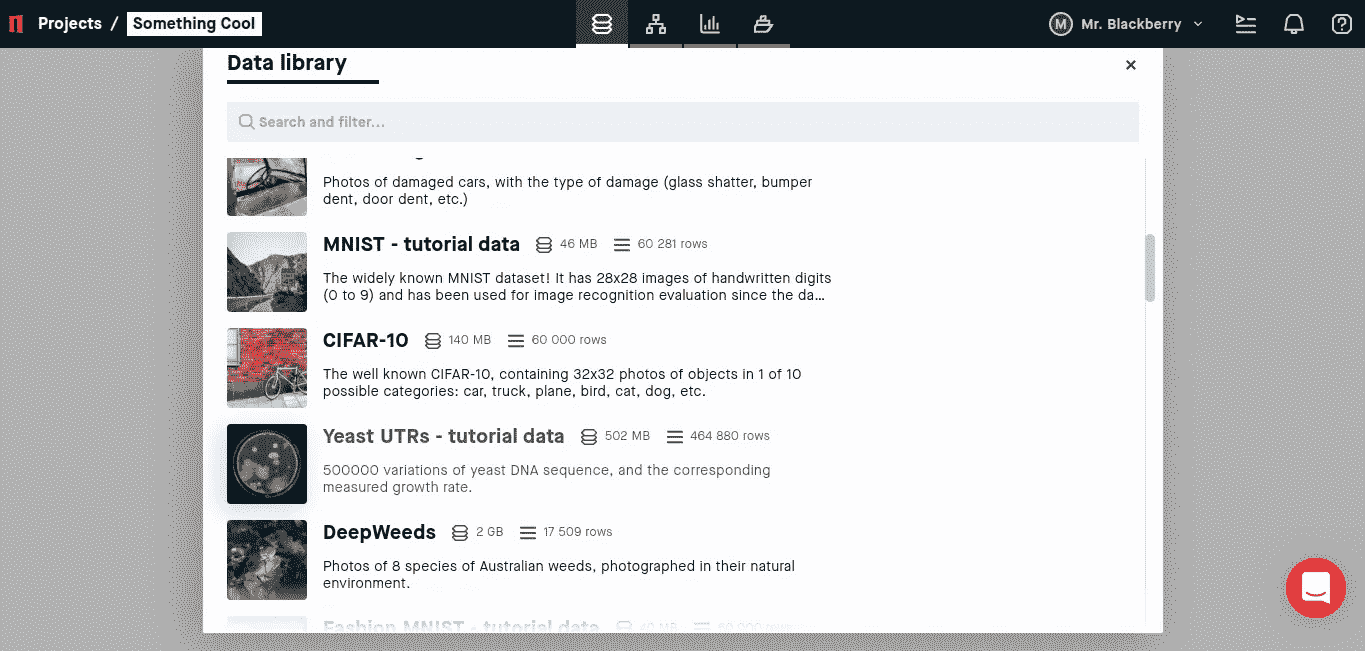 Projects / Something Cool
M Mr. Blackberry
Data library
Search and filter...
Photos of damaged cars, with the type of damage (glass shatter, bumper
dent, door dent, etc.)
MNIST - tutorial data 46 MB 60 281 rows
The widely known MNIST dataset! It has 28x28 images of handwritten digits
(0 to 9) and has been used for image recognition evaluation since the da...
CIFAR-10 140 MB 60 000 rows
The well known CIFAR-10, containing 32x32 photos of objects in 1 of 10
possible categories: car, truck, plane, bird, cat, dog, etc.
Yeast UTRs - tutorial data 502 MB 464 880 rows
500000 variations of yeast DNA sequence, and the corresponding
measured growth rate.
DeepWeeds 2 GB 17 509 rows
Photos of 8 species of Australian weeds, photographed in their natural
environment.
Fashion MNIST - tutorial data 40 MB 60 000 rows